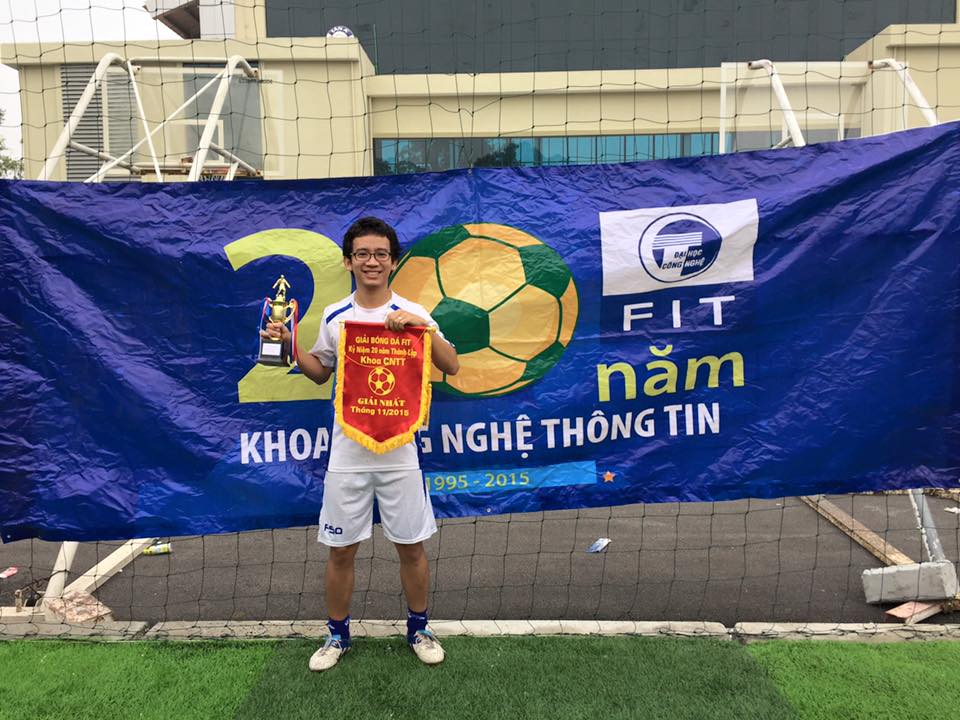 20
ĐẠI HỌC
CÔNG NGHỆ
FIT
năm
KHOA NG NGHỆ THÔNG TIN
1995 - 2015
GIẢI BÓNG ĐÁ FIT
Kỷ Niệm 20 năm Thành Lập
Khoa CNTT
GIẢI NHẤT
Tháng 11/2015